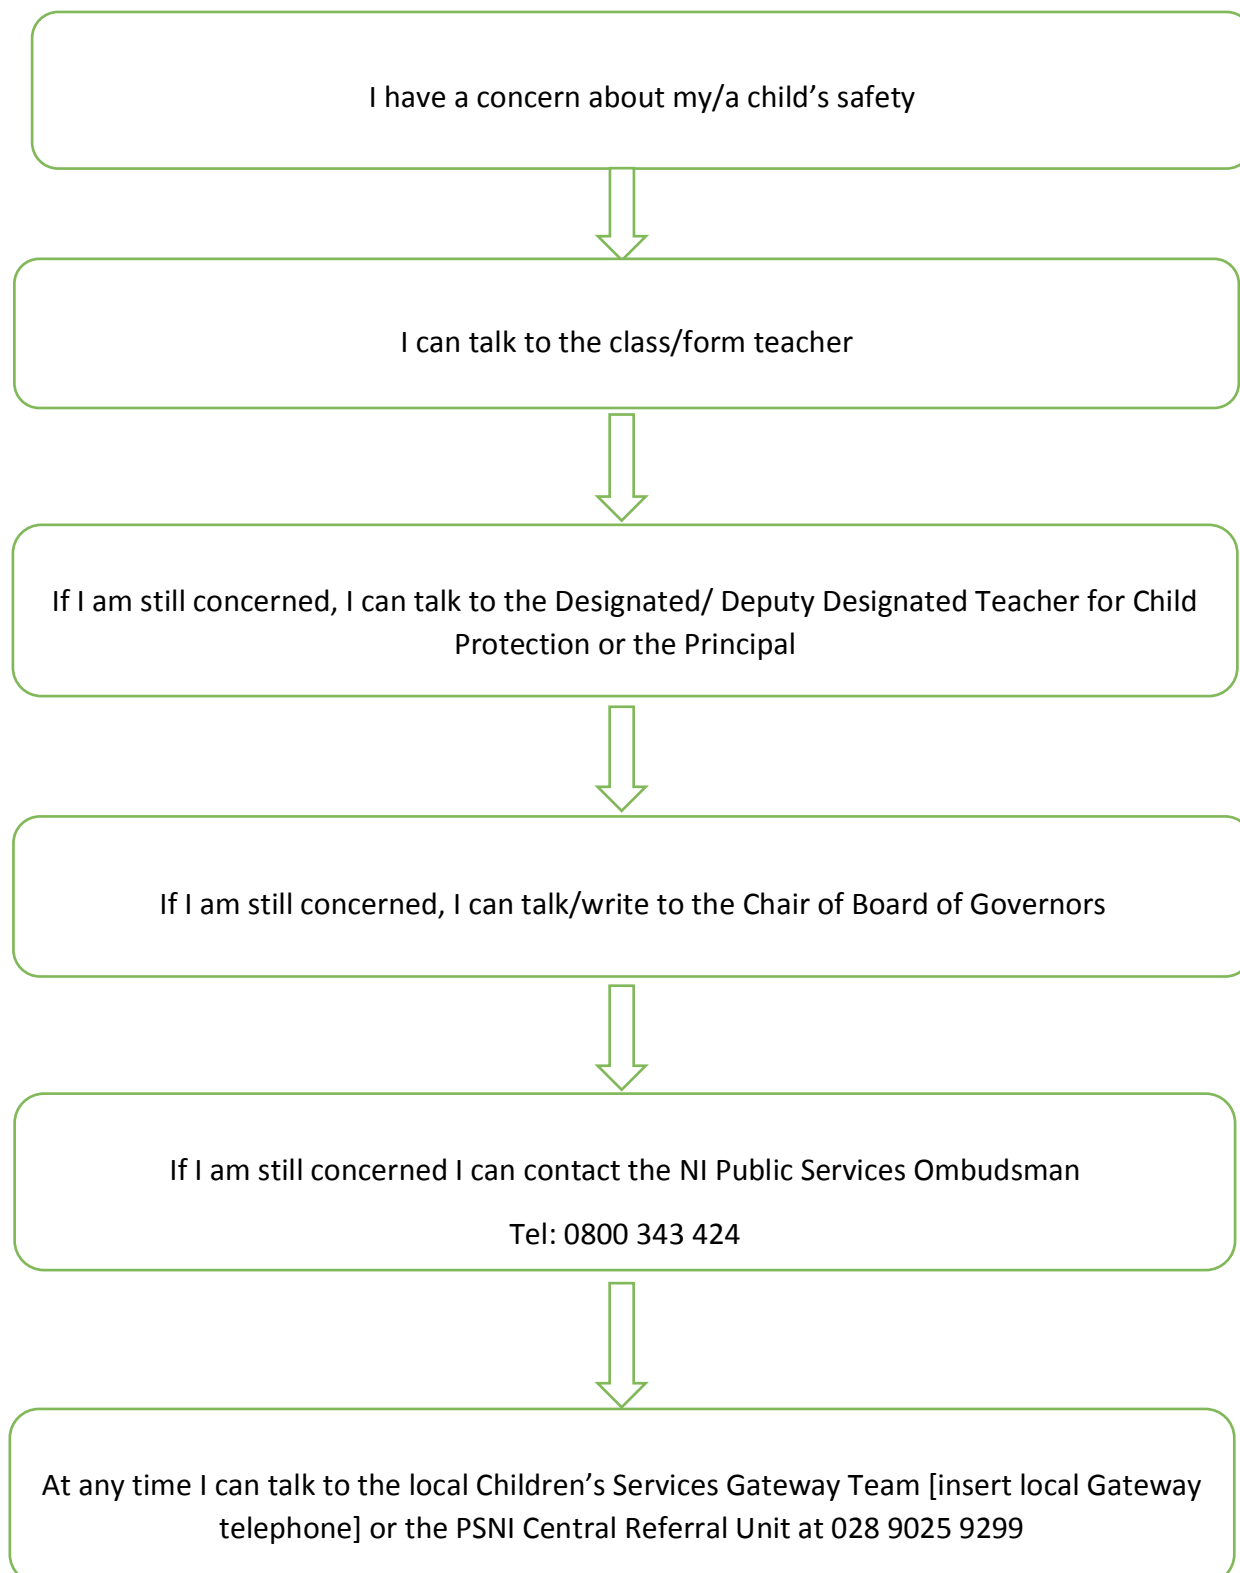 I have a concern about my/a child’s safety
I can talk to the class/form teacher
If I am still concerned, I can talk to the Designated/ Deputy Designated Teacher for Child
Protection or the Principal
If I am still concerned, I can talk/write to the Chair of Board of Governors
If I am still concerned I can contact the NI Public Services Ombudsman
Tel: 0800 343 424
At any time I can talk to the local Children’s Services Gateway Team [insert local Gateway
telephone] or the PSNI Central Referral Unit at 028 9025 9299